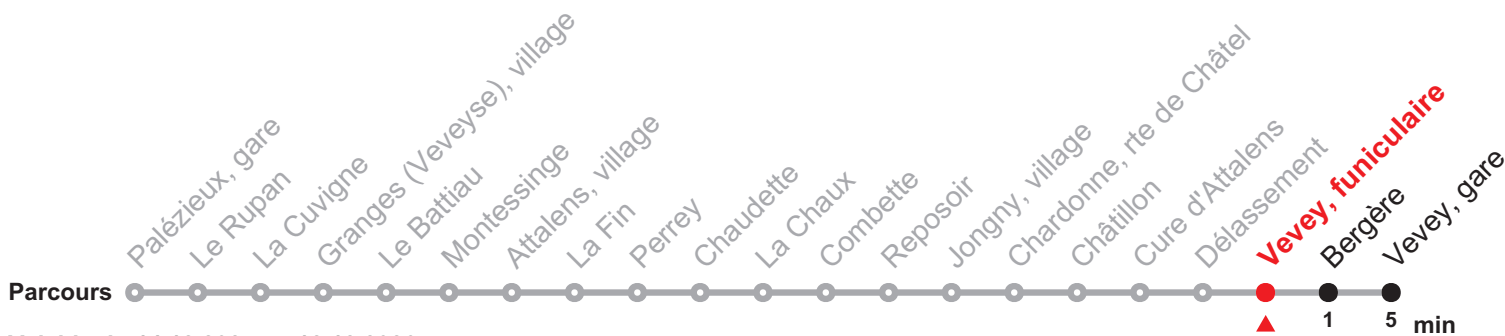 Palézieux, gare
Le Rupan
La Cuvigne
Granges (Veveyse), village
Le Battiau
Montessinge
Attalens, village
La Fin
Perrey
Chaudette
La Chaux
Combette
Reposoir
Jongny, village
Chardonne, rte de Châtel
Châtillon
Cure d'Attalens
Délassement
Vevey, funiculaire
Bergère
Vevey, gare
Parcours
1 5 min